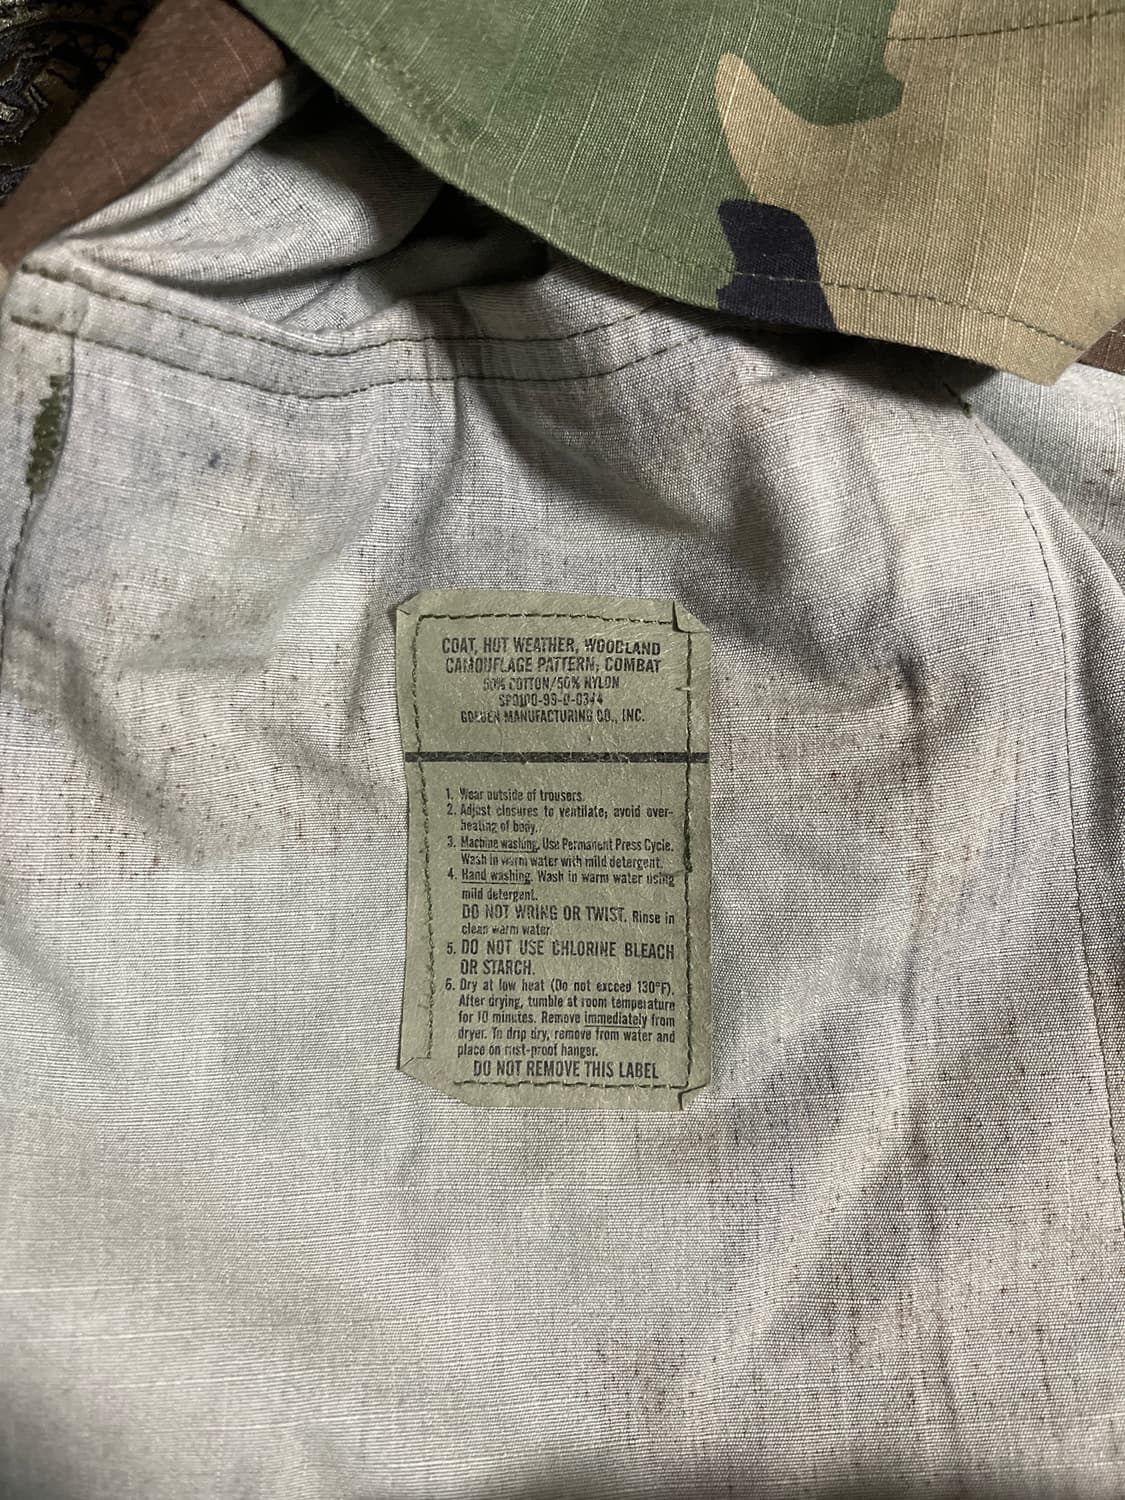 COAT, HOT WEATHER, WOODLAND
CAMOUFLAGE PATTERN, COMBAT
50% COTTON/50% NYLON
SPO100-99-D-0344
GOLDEN MANUFACTURING CO., INC.
1. Wear outside of trousers.
2. Adjust closures to ventilate; avoid over-
heating of body.
3. Machine washing. Use Permanent Press Cycle.
Wash in warm water with mild detergent.
4. Hand washing. Wash in warm water using
mild detergent.
DO NOT WRING OR TWIST. Rinse in
clean warm water.
5. DO NOT USE CHLORINE BLEACH
OR STARCH.
6. Dry at low heat (Do not exceed 130°F).
After drying, tumble at room temperature
for 10 minutes. Remove immediately from
dryer. To drip dry, remove from water and
place on rust-proof hanger.
DO NOT REMOVE THIS LABEL